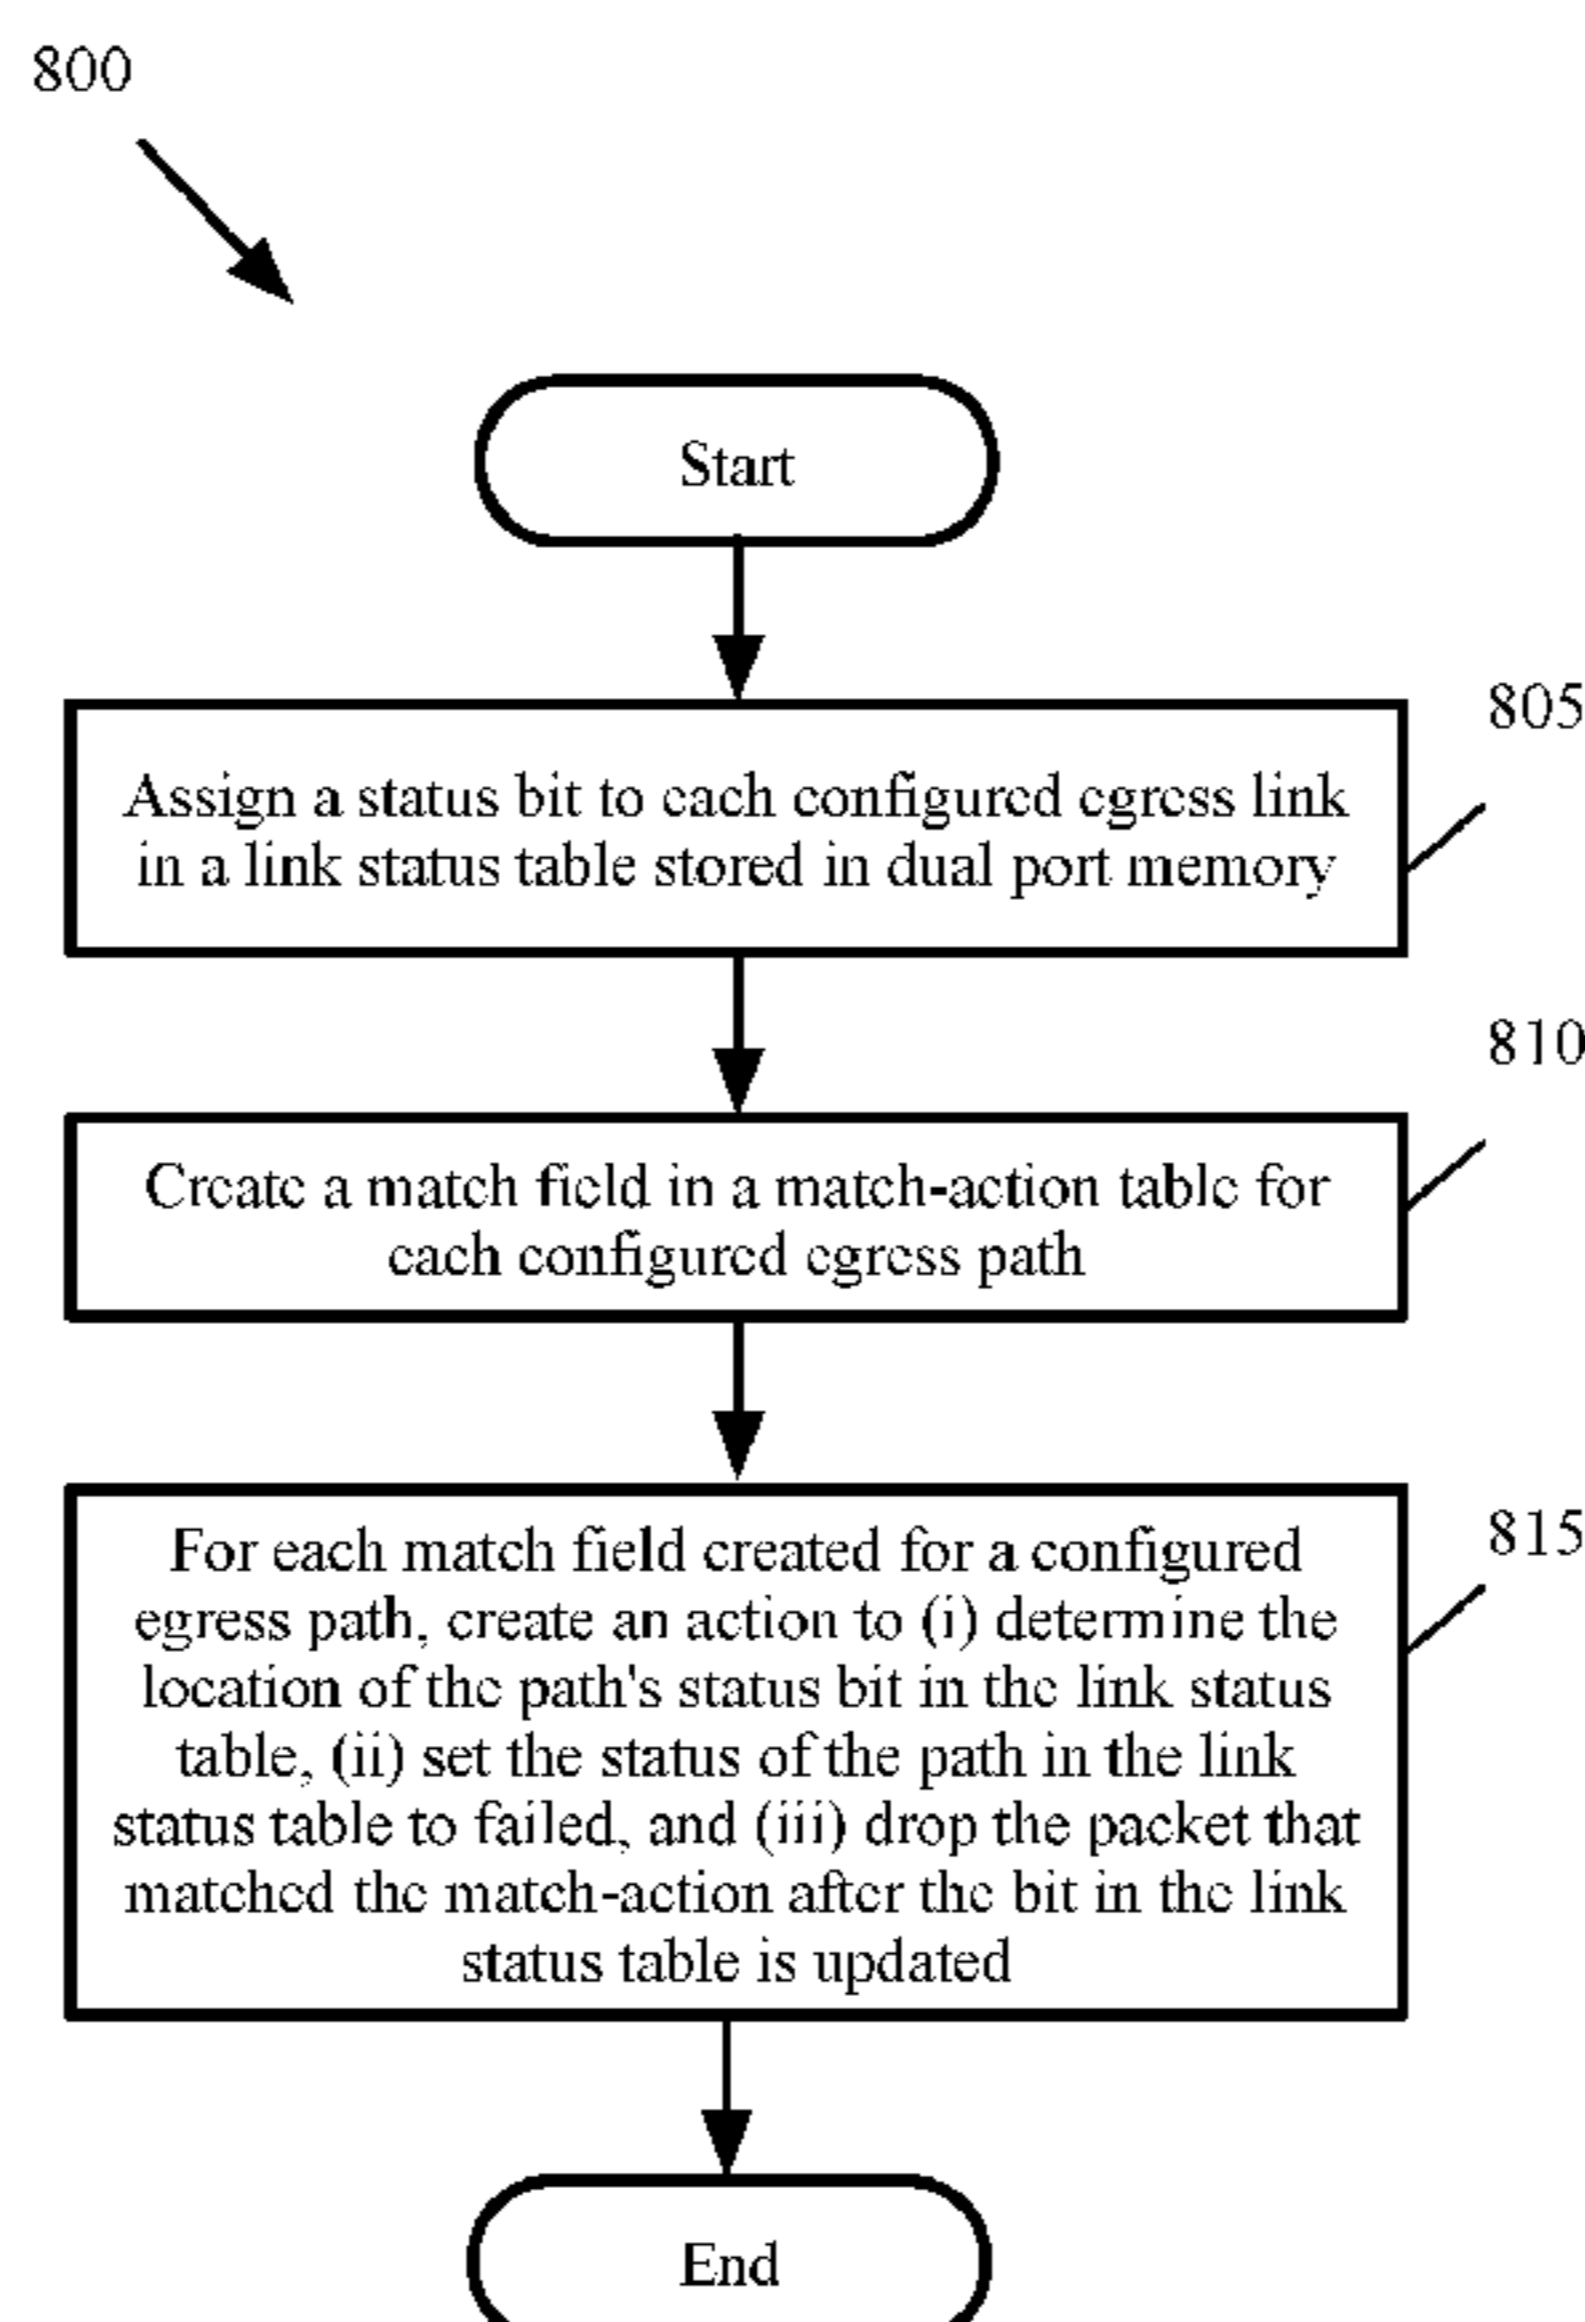 800
Start
805
Assign a status bit to each configured egress link
in a link status table stored in dual port memory
810
Create a match field in a match-action table for
each configured egress path
815
For each match field created for a configured
egress path, create an action to (i) determine the
location of the path's status bit in the link status
table, (ii) set the status of the path in the link
status table to failed, and (iii) drop the packet that
matched the match-action after the bit in the link
status table is updated
End